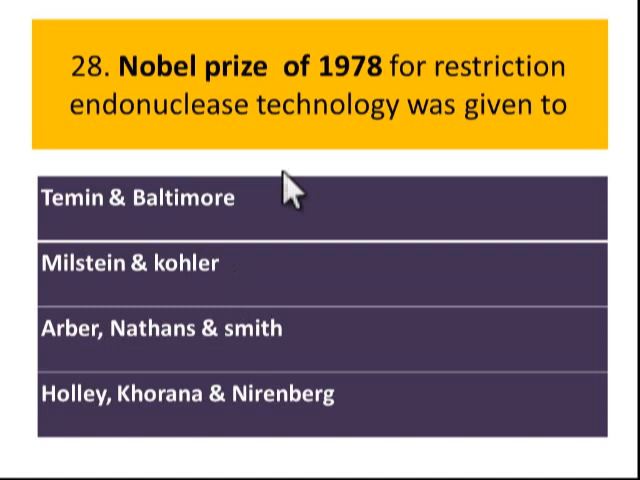 28. Nobel prize of 1978 for restriction
endonuclease technology was given to
Temin & Baltimore
Milstein & kohler
Arber, Nathans & smith
Holley, Khorana & Nirenberg